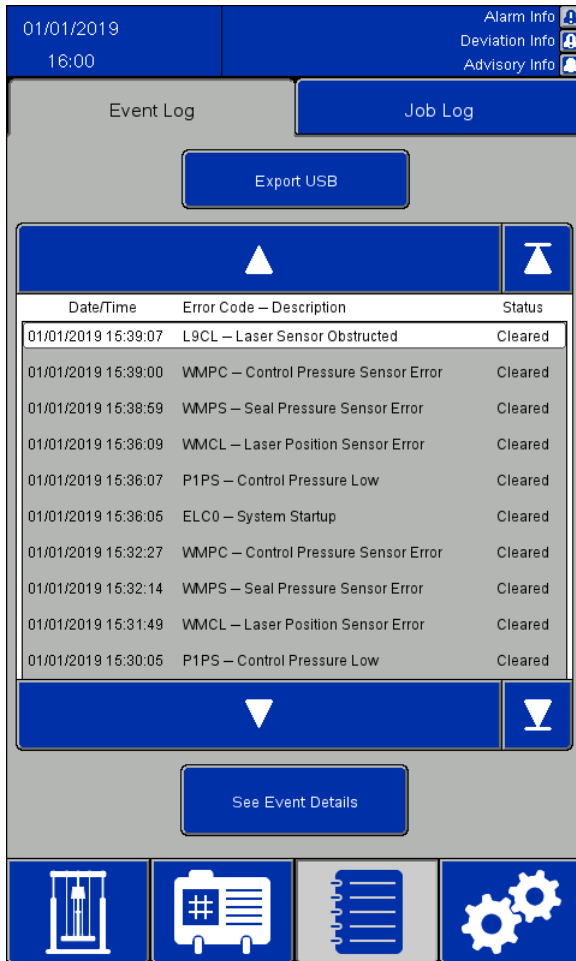 01/01/2019
16:00
Alarm Info
Deviation Info
Advisory Info
Event Log
Job Log
Export USB
Date/Time Error Code – Description Status
01/01/2019 15:39:07 L9CL – Laser Sensor Obstructed Cleared
01/01/2019 15:39:00 WMPC – Control Pressure Sensor Error Cleared
01/01/2019 15:38:59 WMPS – Seal Pressure Sensor Error Cleared
01/01/2019 15:36:09 WMCL – Laser Position Sensor Error Cleared
01/01/2019 15:36:07 P1PS – Control Pressure Low Cleared
01/01/2019 15:36:05 ELC0 – System Startup Cleared
01/01/2019 15:32:27 WMPC – Control Pressure Sensor Error Cleared
01/01/2019 15:32:14 WMPS – Seal Pressure Sensor Error Cleared
01/01/2019 15:31:49 WMCL – Laser Position Sensor Error Cleared
01/01/2019 15:30:05 P1PS – Control Pressure Low Cleared
See Event Details